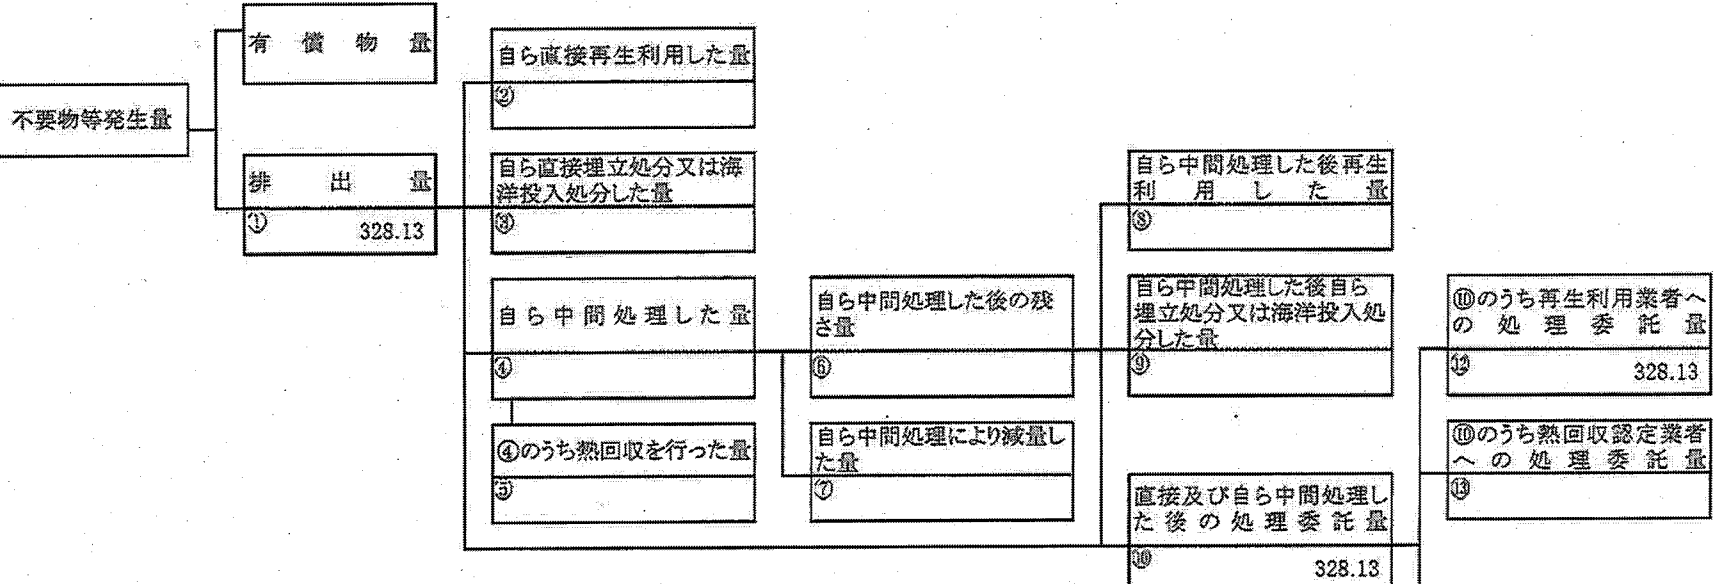 不要物等発生量
有償物量
排出量
①
328.13
自ら直接再生利用した量
②
自ら直接埋立処分又は海
洋投入処分した量
③
自ら中間処理した量
④
④のうち熱回収を行った量
⑤
自ら中間処理した後の残
さ量
⑥
自ら中間処理により減量し
た量
⑦
自ら中間処理した後再生
利用した量
⑧
自ら中間処理した後自ら
埋立処分又は海洋投入処
分した量
⑨
直接及び自ら中間処理し
た後の処理委託量
⑩
328.13
⑩のうち再生利用業者へ
の処理委託量
⑫
328.13
⑩のうち熱回収認定業者
への処理委託量
⑬